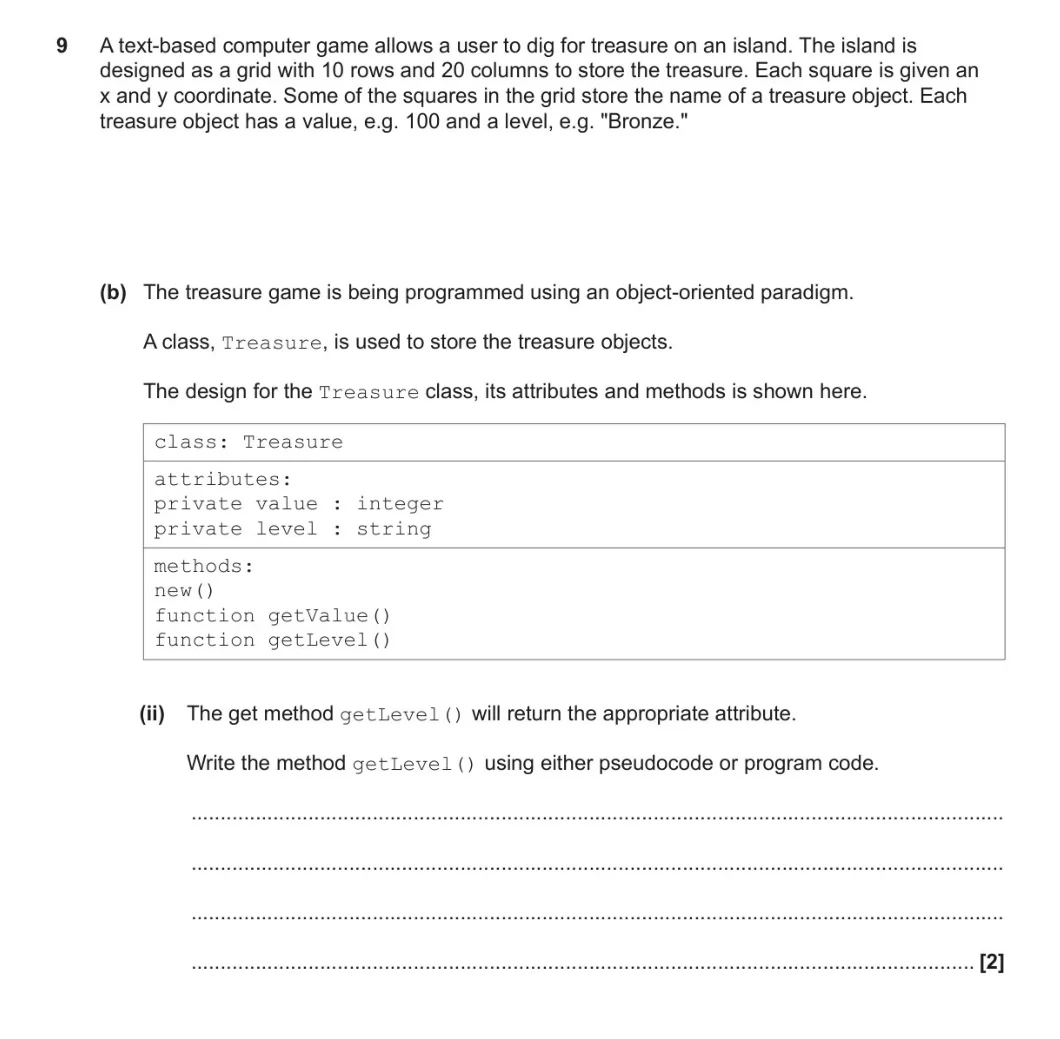 9 A text-based computer game allows a user to dig for treasure on an island. The island is
designed as a grid with 10 rows and 20 columns to store the treasure. Each square is given an
x and y coordinate. Some of the squares in the grid store the name of a treasure object. Each
treasure object has a value, e.g. 100 and a level, e.g. "Bronze."
(b) The treasure game is being programmed using an object-oriented paradigm.
A class, Treasure, is used to store the treasure objects.
The design for the Treasure class, its attributes and methods is shown here.
class: Treasure
attributes:
private value : integer
private level : string
methods:
new()
function getValue()
function getLevel()
(ii) The get method getLevel() will return the appropriate attribute.
Write the method getLevel() using either pseudocode or program code.
[2]